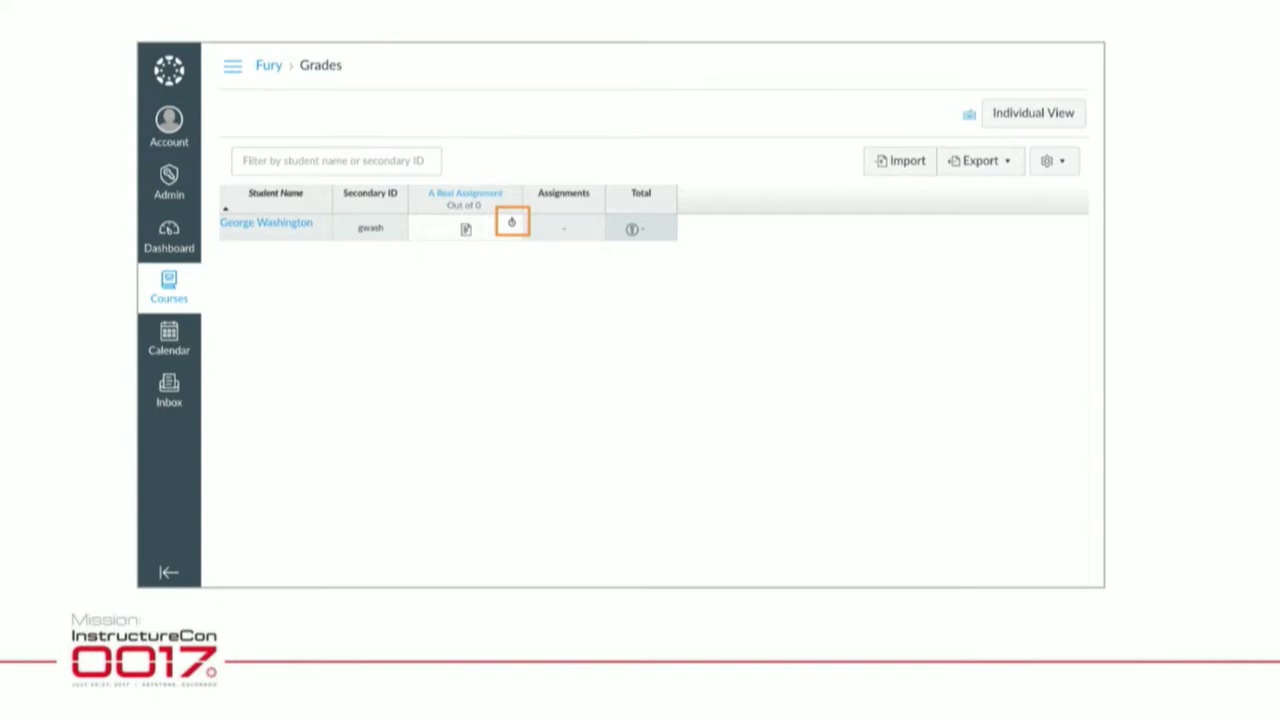 Fury > Grades
Individual View
Account
Filter by student name or secondary ID
Import
Export
Admin
Student Name
Secondary ID
A Real Assignment
Out of 0
Assignments
Total
George Washington
gwash
-
-
Dashboard
Courses
Calendar
Inbox
Mission:
InstructureCon
0017